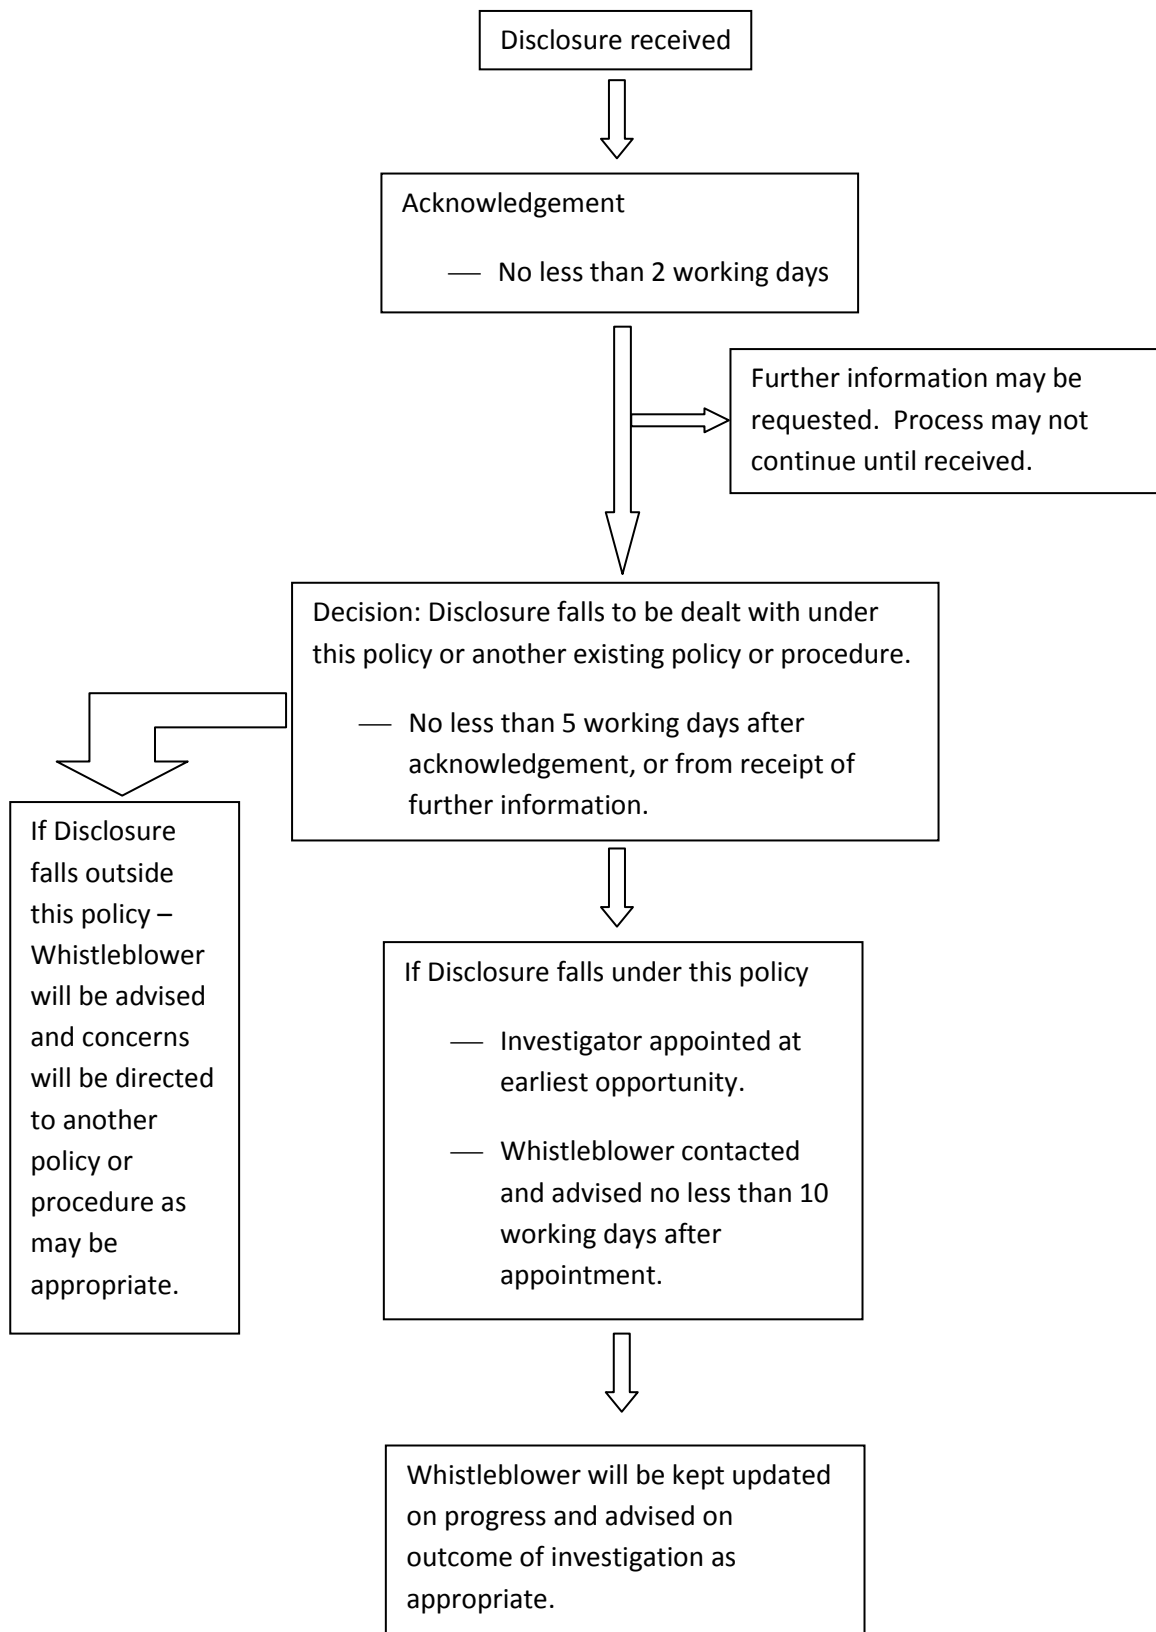 Disclosure received
Acknowledgement
— No less than 2 working days
Further information may be
requested.  Process may not
continue until received.
Decision: Disclosure falls to be dealt with under
this policy or another existing policy or procedure.
— No less than 5 working days after
acknowledgement, or from receipt of
further information.
If Disclosure
falls outside
this policy –
Whistleblower
will be advised
and concerns
will be directed
to another
policy or
procedure as
may be
appropriate.
If Disclosure falls under this policy
— Investigator appointed at
earliest opportunity.
— Whistleblower contacted
and advised no less than 10
working days after
appointment.
Whistleblower will be kept updated
on progress and advised on
outcome of investigation as
appropriate.